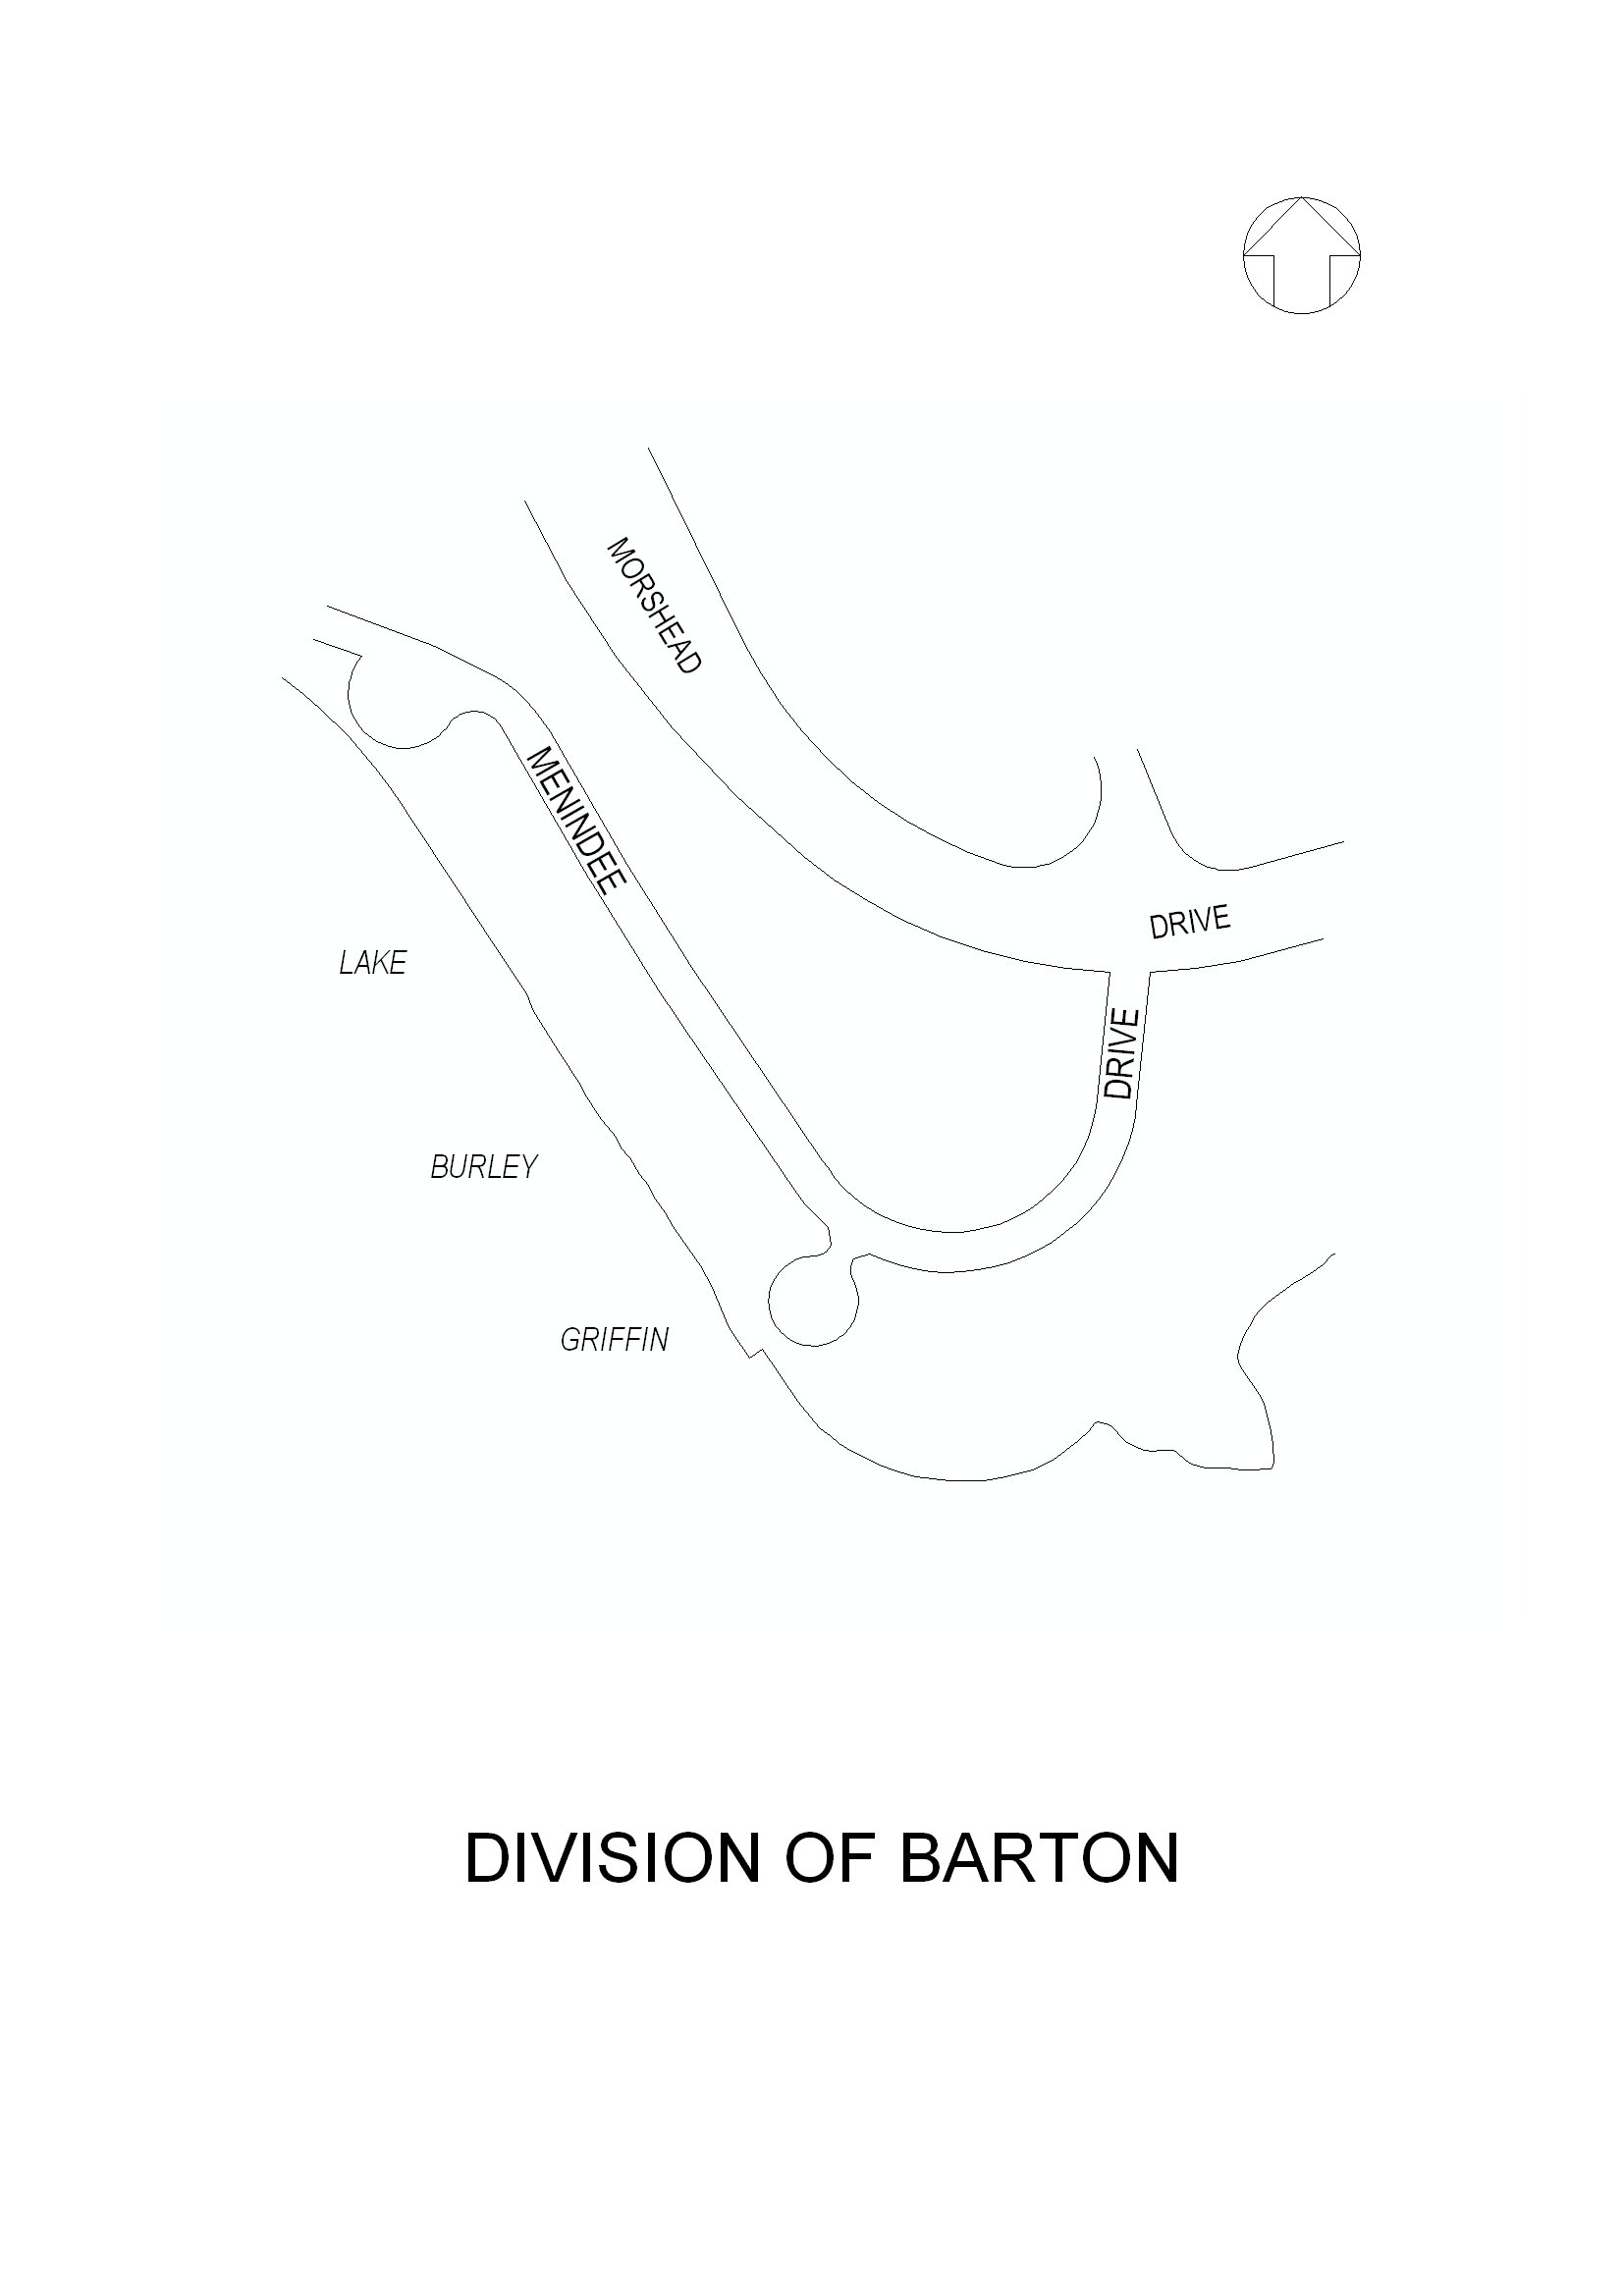 MORSHEAD
DRIVE
MENINDEE
DRIVE
LAKE
BURLEY
GRIFFIN
DIVISION OF BARTON